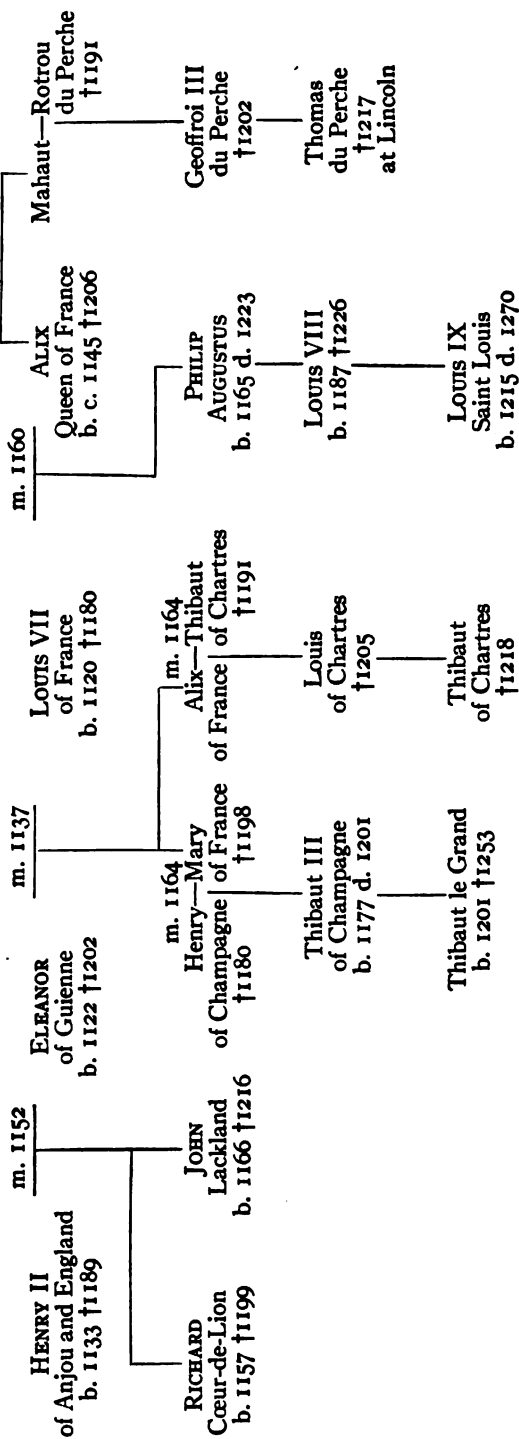 m. 1152
m. 1137
m. 1160
HENRY II
of Anjou and England
b. 1133 †1189
ELEANOR
of Guienne
b. 1122 †1202
LOUIS VII
of France
b. 1120 †1180
ALIX
Queen of France
b. c. 1145 †1206
Mahaut—Rotrou
du Perche
†1191
RICHARD
Cœur-de-Lion
b. 1157 †1199
JOHN
Lackland
b. 1166 †1216
m. 1164
Henry—Mary
of Champagne of France
†1180 †1198
m. 1164
Alix—Thibaut
of France of Chartres
†1191
PHILIP
AUGUSTUS
b. 1165 d. 1223
Geoffroi III
du Perche
†1202
Thibaut III
of Champagne
b. 1177 d. 1201
Louis
of Chartres
†1205
LOUIS VIII
b. 1187 †1226
Thomas
du Perche
†1217
at Lincoln
Thibaut le Grand
b. 1201 †1253
Thibaut
of Chartres
†1218
LOUIS IX
Saint Louis
b. 1215 d. 1270